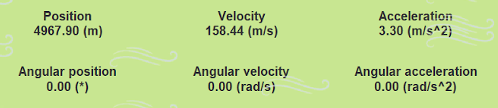 Position Velocity Acceleration
4967.90 (m) 158.44 (m/s) 3.30 (m/s^2)
Angular position Angular velocity Angular acceleration
0.00 (*) 0.00 (rad/s) 0.00 (rad/s^2)